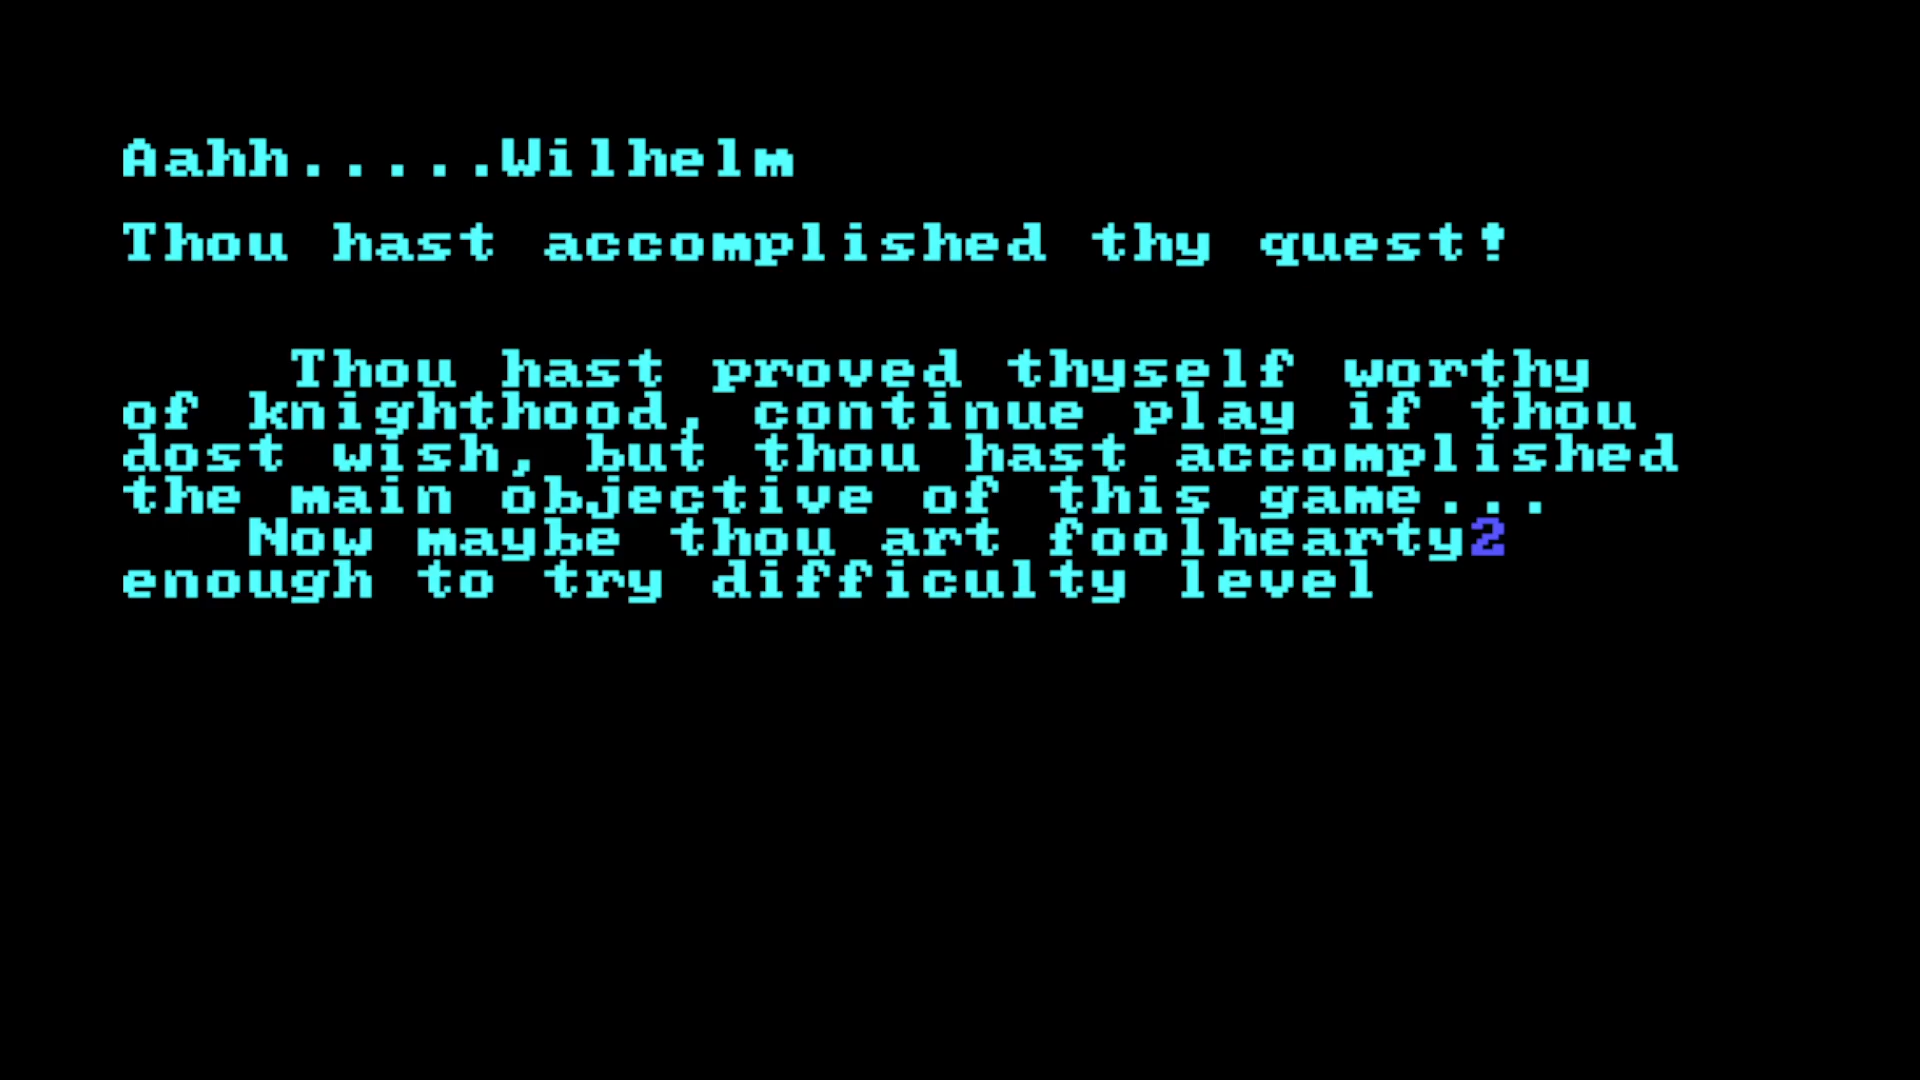 Aahh.....Wilhelm
Thou hast accomplished thy quest!
Thou hast proved thyself worthy
of knighthood, continue play if thou
dost wish, but thou hast accomplished
the main objective of this game...
Now maybe thou art foolhearty2
enough to try difficulty level